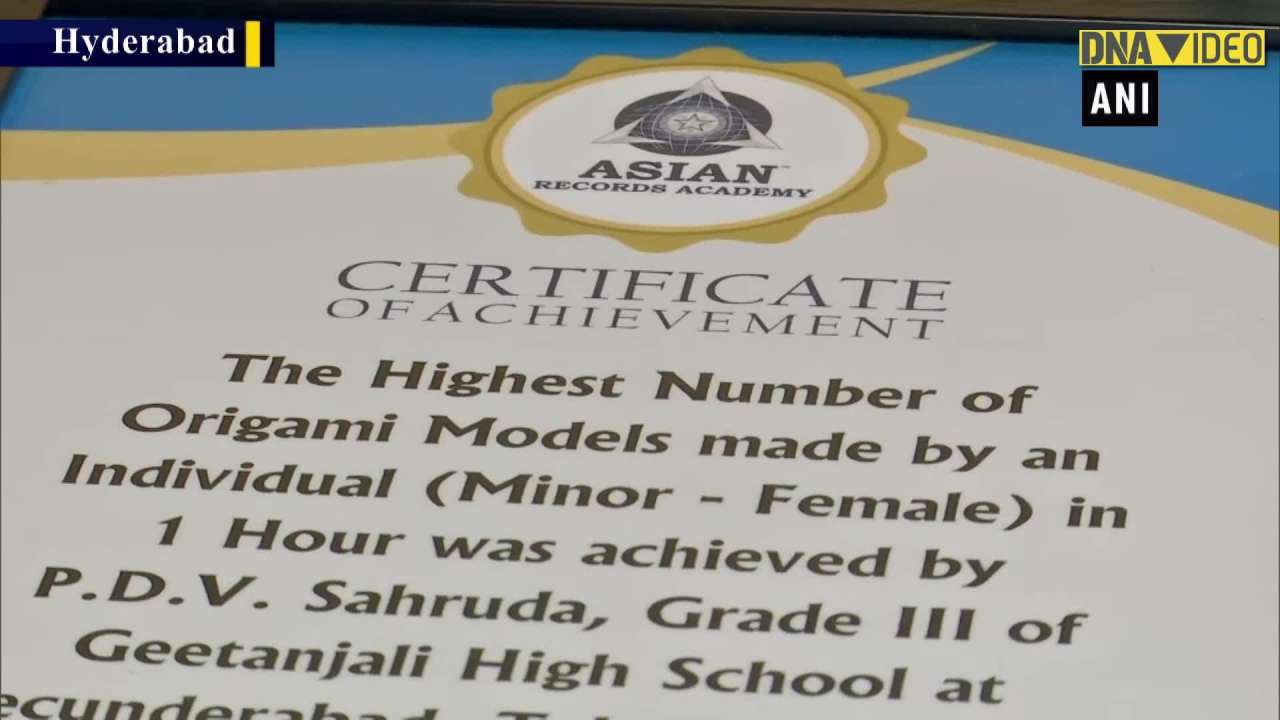 Hyderabad
DNA VIDEO
ANI
ASIAN™
RECORDS ACADEMY
CERTIFICATE
OF ACHIEVEMENT
The Highest Number of
Origami Models made by an
Individual (Minor - Female) in
1 Hour was achieved by
P.D.V. Sahruda, Grade III of
Geetanjali High School at